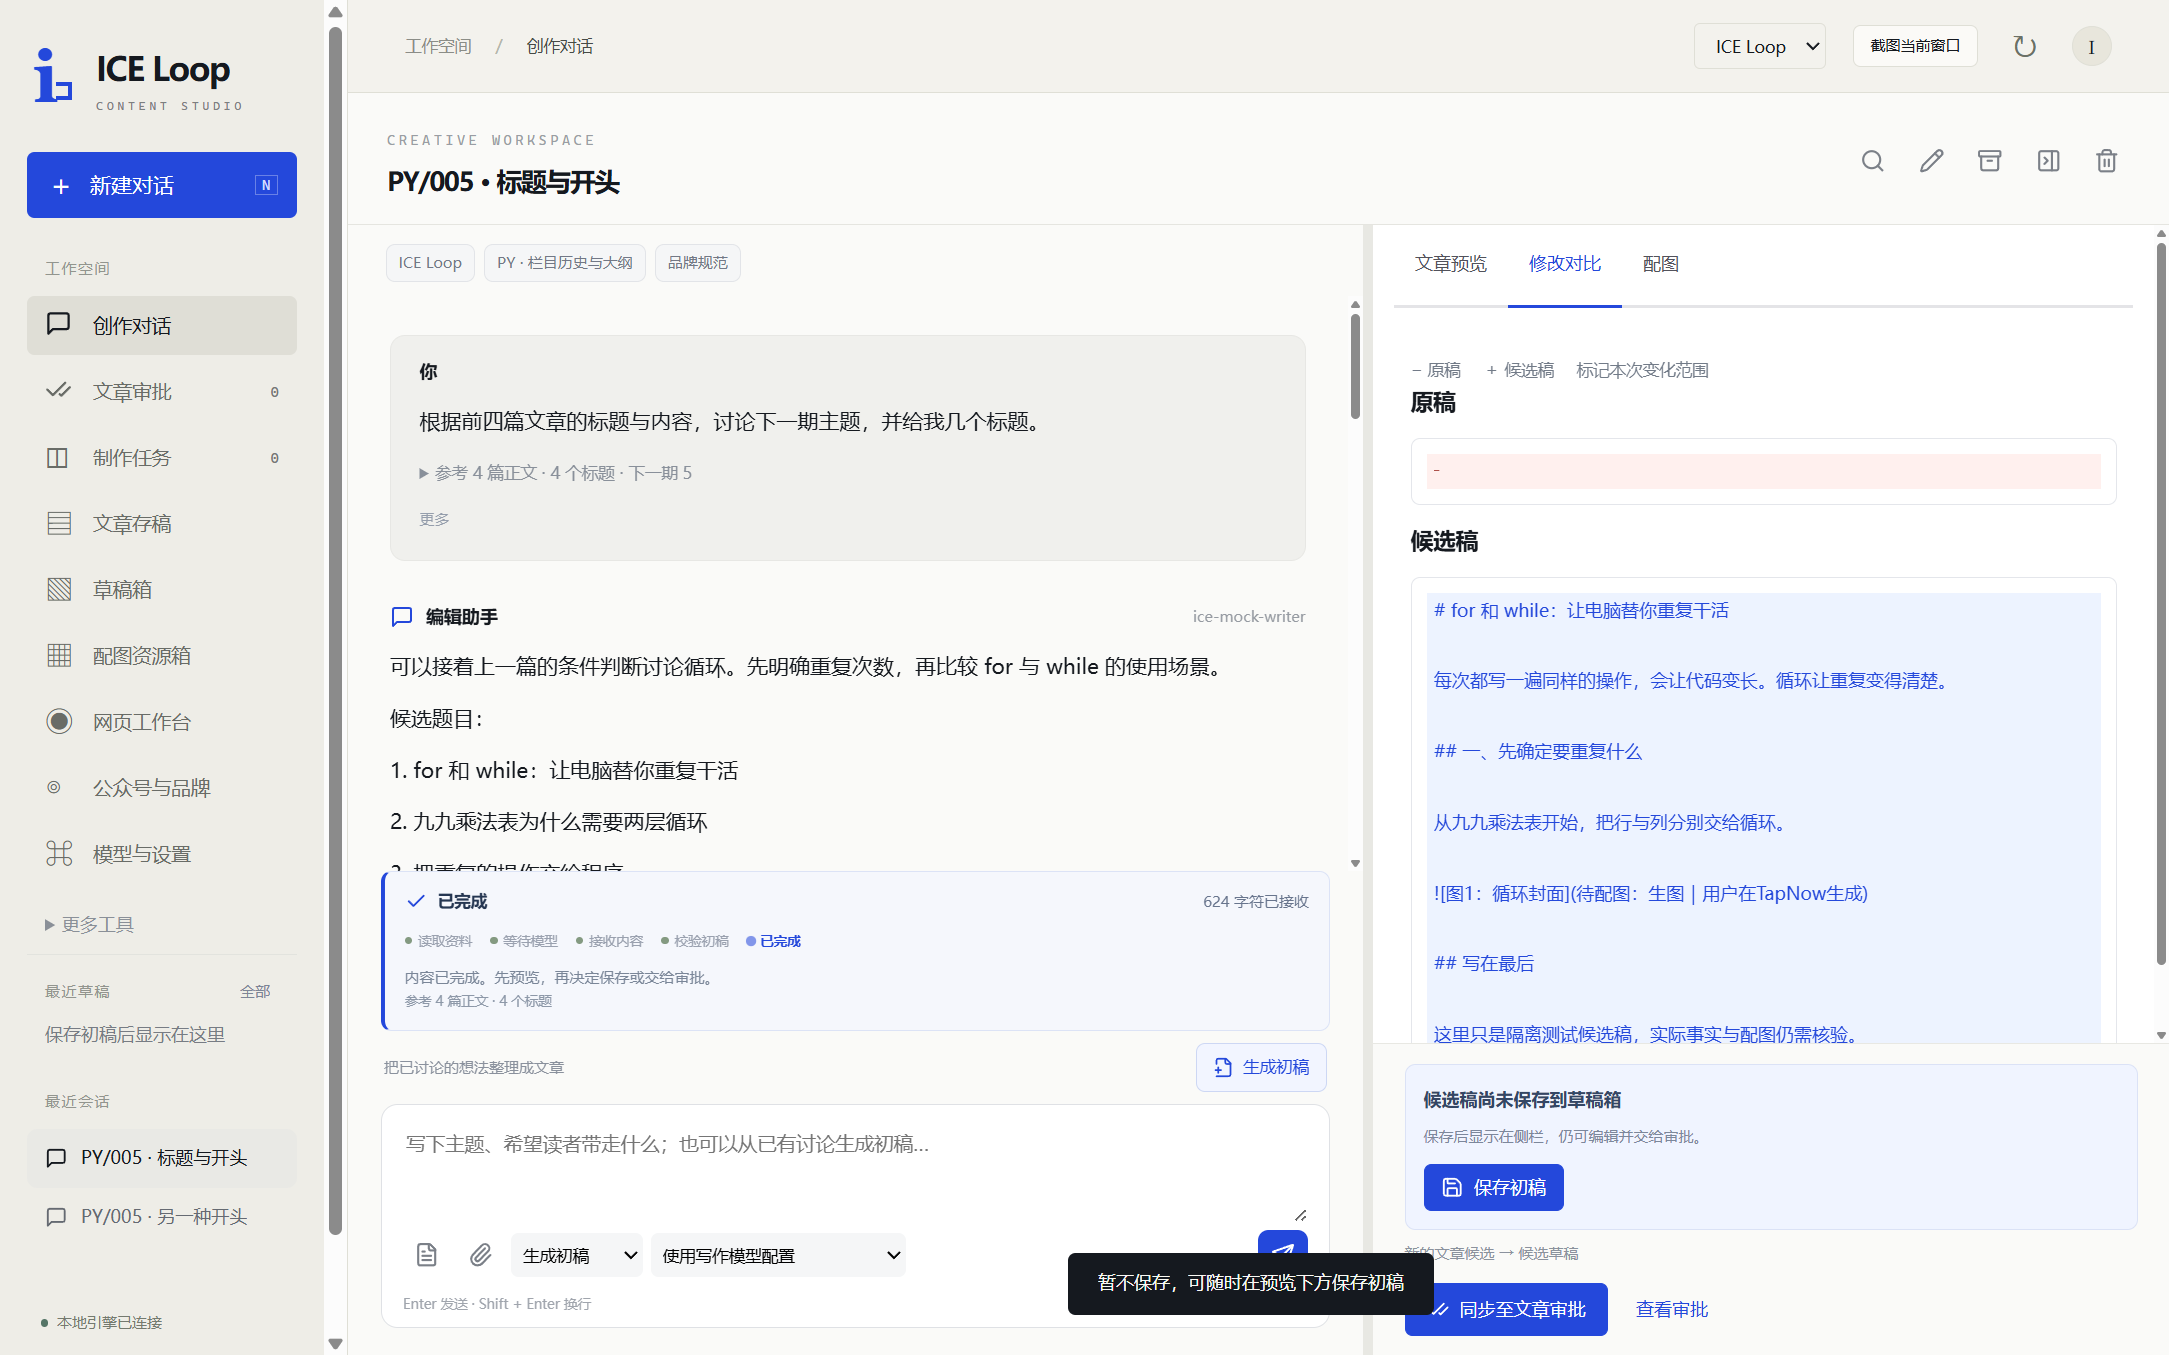 ICE Loop
CONTENT STUDIO
+ 新建对话 N
工作空间
创作对话
文章审批 0
制作任务 0
文章存稿
草稿箱
配图资源箱
网页工作台
公众号与品牌
模型与设置
更多工具
最近草稿 全部
保存初稿后显示在这里
最近会话
PY/005 · 标题与开头
PY/005 · 另一种开头
本地引擎已连接
工作空间 / 创作对话
ICE Loop
截图当前窗口
I
CREATIVE WORKSPACE
PY/005 • 标题与开头
ICE Loop
PY · 栏目历史与大纲
品牌规范
你
根据前四篇文章的标题与内容，讨论下一期主题，并给我几个标题。
参考 4 篇正文 · 4 个标题 · 下一期 5
更多
编辑助手 ice-mock-writer
可以接着上一篇的条件判断讨论循环。先明确重复次数，再比较 for 与 while 的使用场景。
候选题目：
1. for 和 while：让电脑替你重复干活
2. 九九乘法表为什么需要两层循环
3. 把重复的操作交给程序
已完成 624 字符已接收
读取资料 等待模型 接收内容 校验初稿 已完成
内容已完成。先预览，再决定保存或交给审批。
参考 4 篇正文 · 4 个标题
把已讨论的想法整理成文章 生成初稿
写下主题、希望读者带走什么；也可以从已有讨论生成初稿...
生成初稿 使用写作模型配置
Enter 发送 · Shift + Enter 换行
暂不保存，可随时在预览下方保存初稿
文章预览 修改对比 配图
− 原稿 + 候选稿 标记本次变化范围
原稿
-
候选稿
# for 和 while：让电脑替你重复干活
每次都写一遍同样的操作，会让代码变长。循环让重复变得清楚。
## 一、先确定要重复什么
从九九乘法表开始，把行与列分别交给循环。
![图1：循环封面](待配图：生图 | 用户在TapNow生成)
## 写在最后
这里只是隔离测试候选稿，实际事实与配图仍需核验。
候选稿尚未保存到草稿箱
保存后显示在侧栏，仍可编辑并交给审批。
保存初稿
新的文章候选 → 候选草稿
同步至文章审批 查看审批